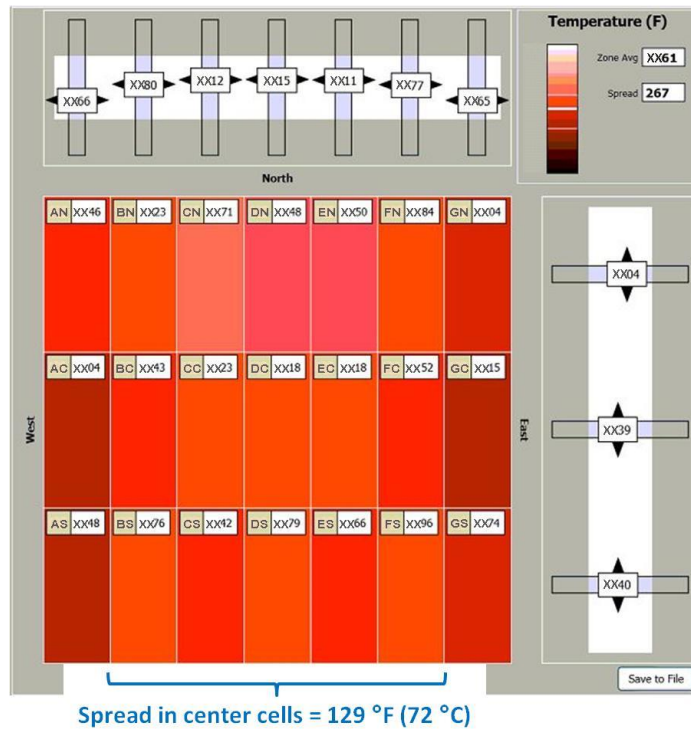 Temperature (F)
Zone Avg XX61
Spread 267
XX66 XX80 XX12 XX15 XX11 XX77 XX65
North
AN XX46 BN XX23 CN XX71 DN XX48 EN XX50 FN XX84 GN XX04
XX04
AC XX04 BC XX43 CC XX23 DC XX18 EC XX18 FC XX52 GC XX15
West
East
XX39
AS XX48 BS XX76 CS XX42 DS XX79 ES XX66 FS XX96 GS XX74
XX40
Save to File
Spread in center cells = 129 °F (72 °C)